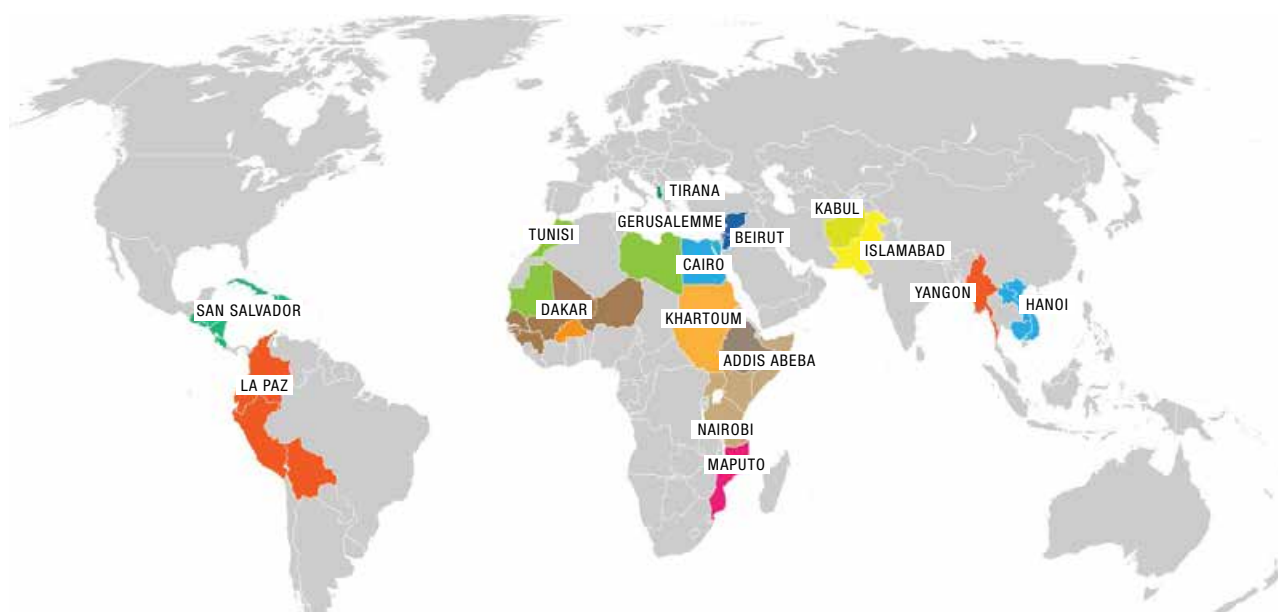 TIRANA
KABUL
GERUSALEMME
TUNISI
BEIRUT
ISLAMABAD
CAIRO
YANGON
HANOI
SAN SALVADOR
DAKAR
KHARTOUM
ADDIS ABEBA
LA PAZ
NAIROBI
MAPUTO